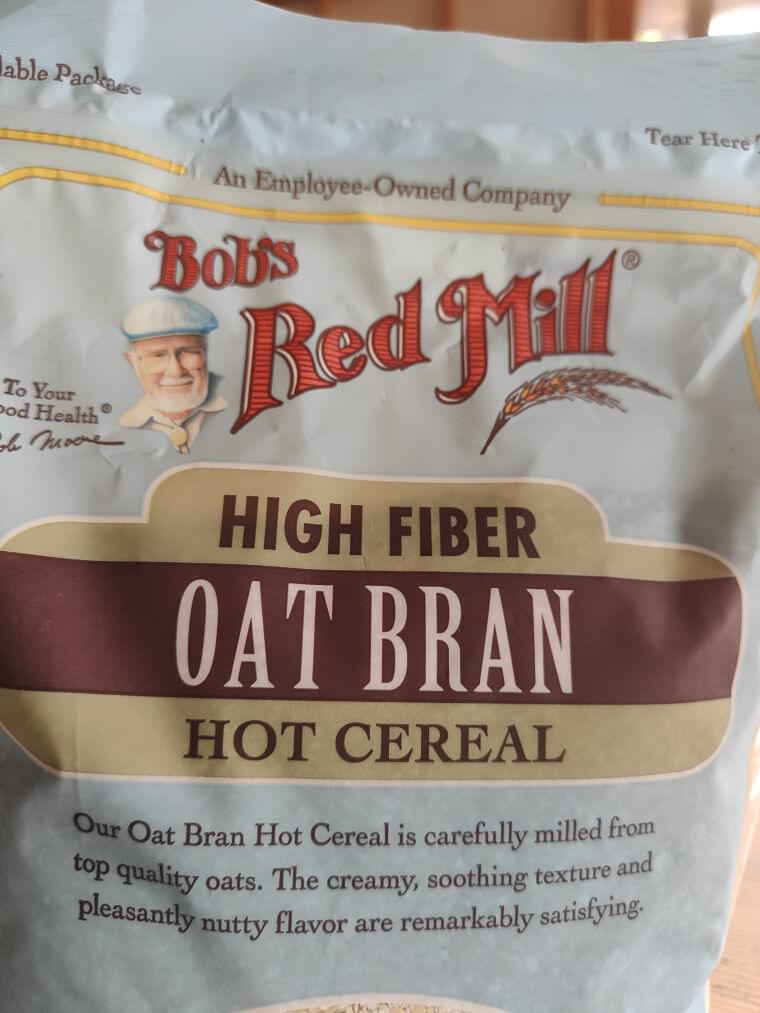 Package
Tear Here
An Employee-Owned Company
Bob's
Red Mill®
To Your
Health®
Moore
HIGH FIBER
OAT BRAN
HOT CEREAL
Our Oat Bran Hot Cereal is carefully milled from
top quality oats. The creamy, soothing texture and
pleasantly nutty flavor are remarkably satisfying.